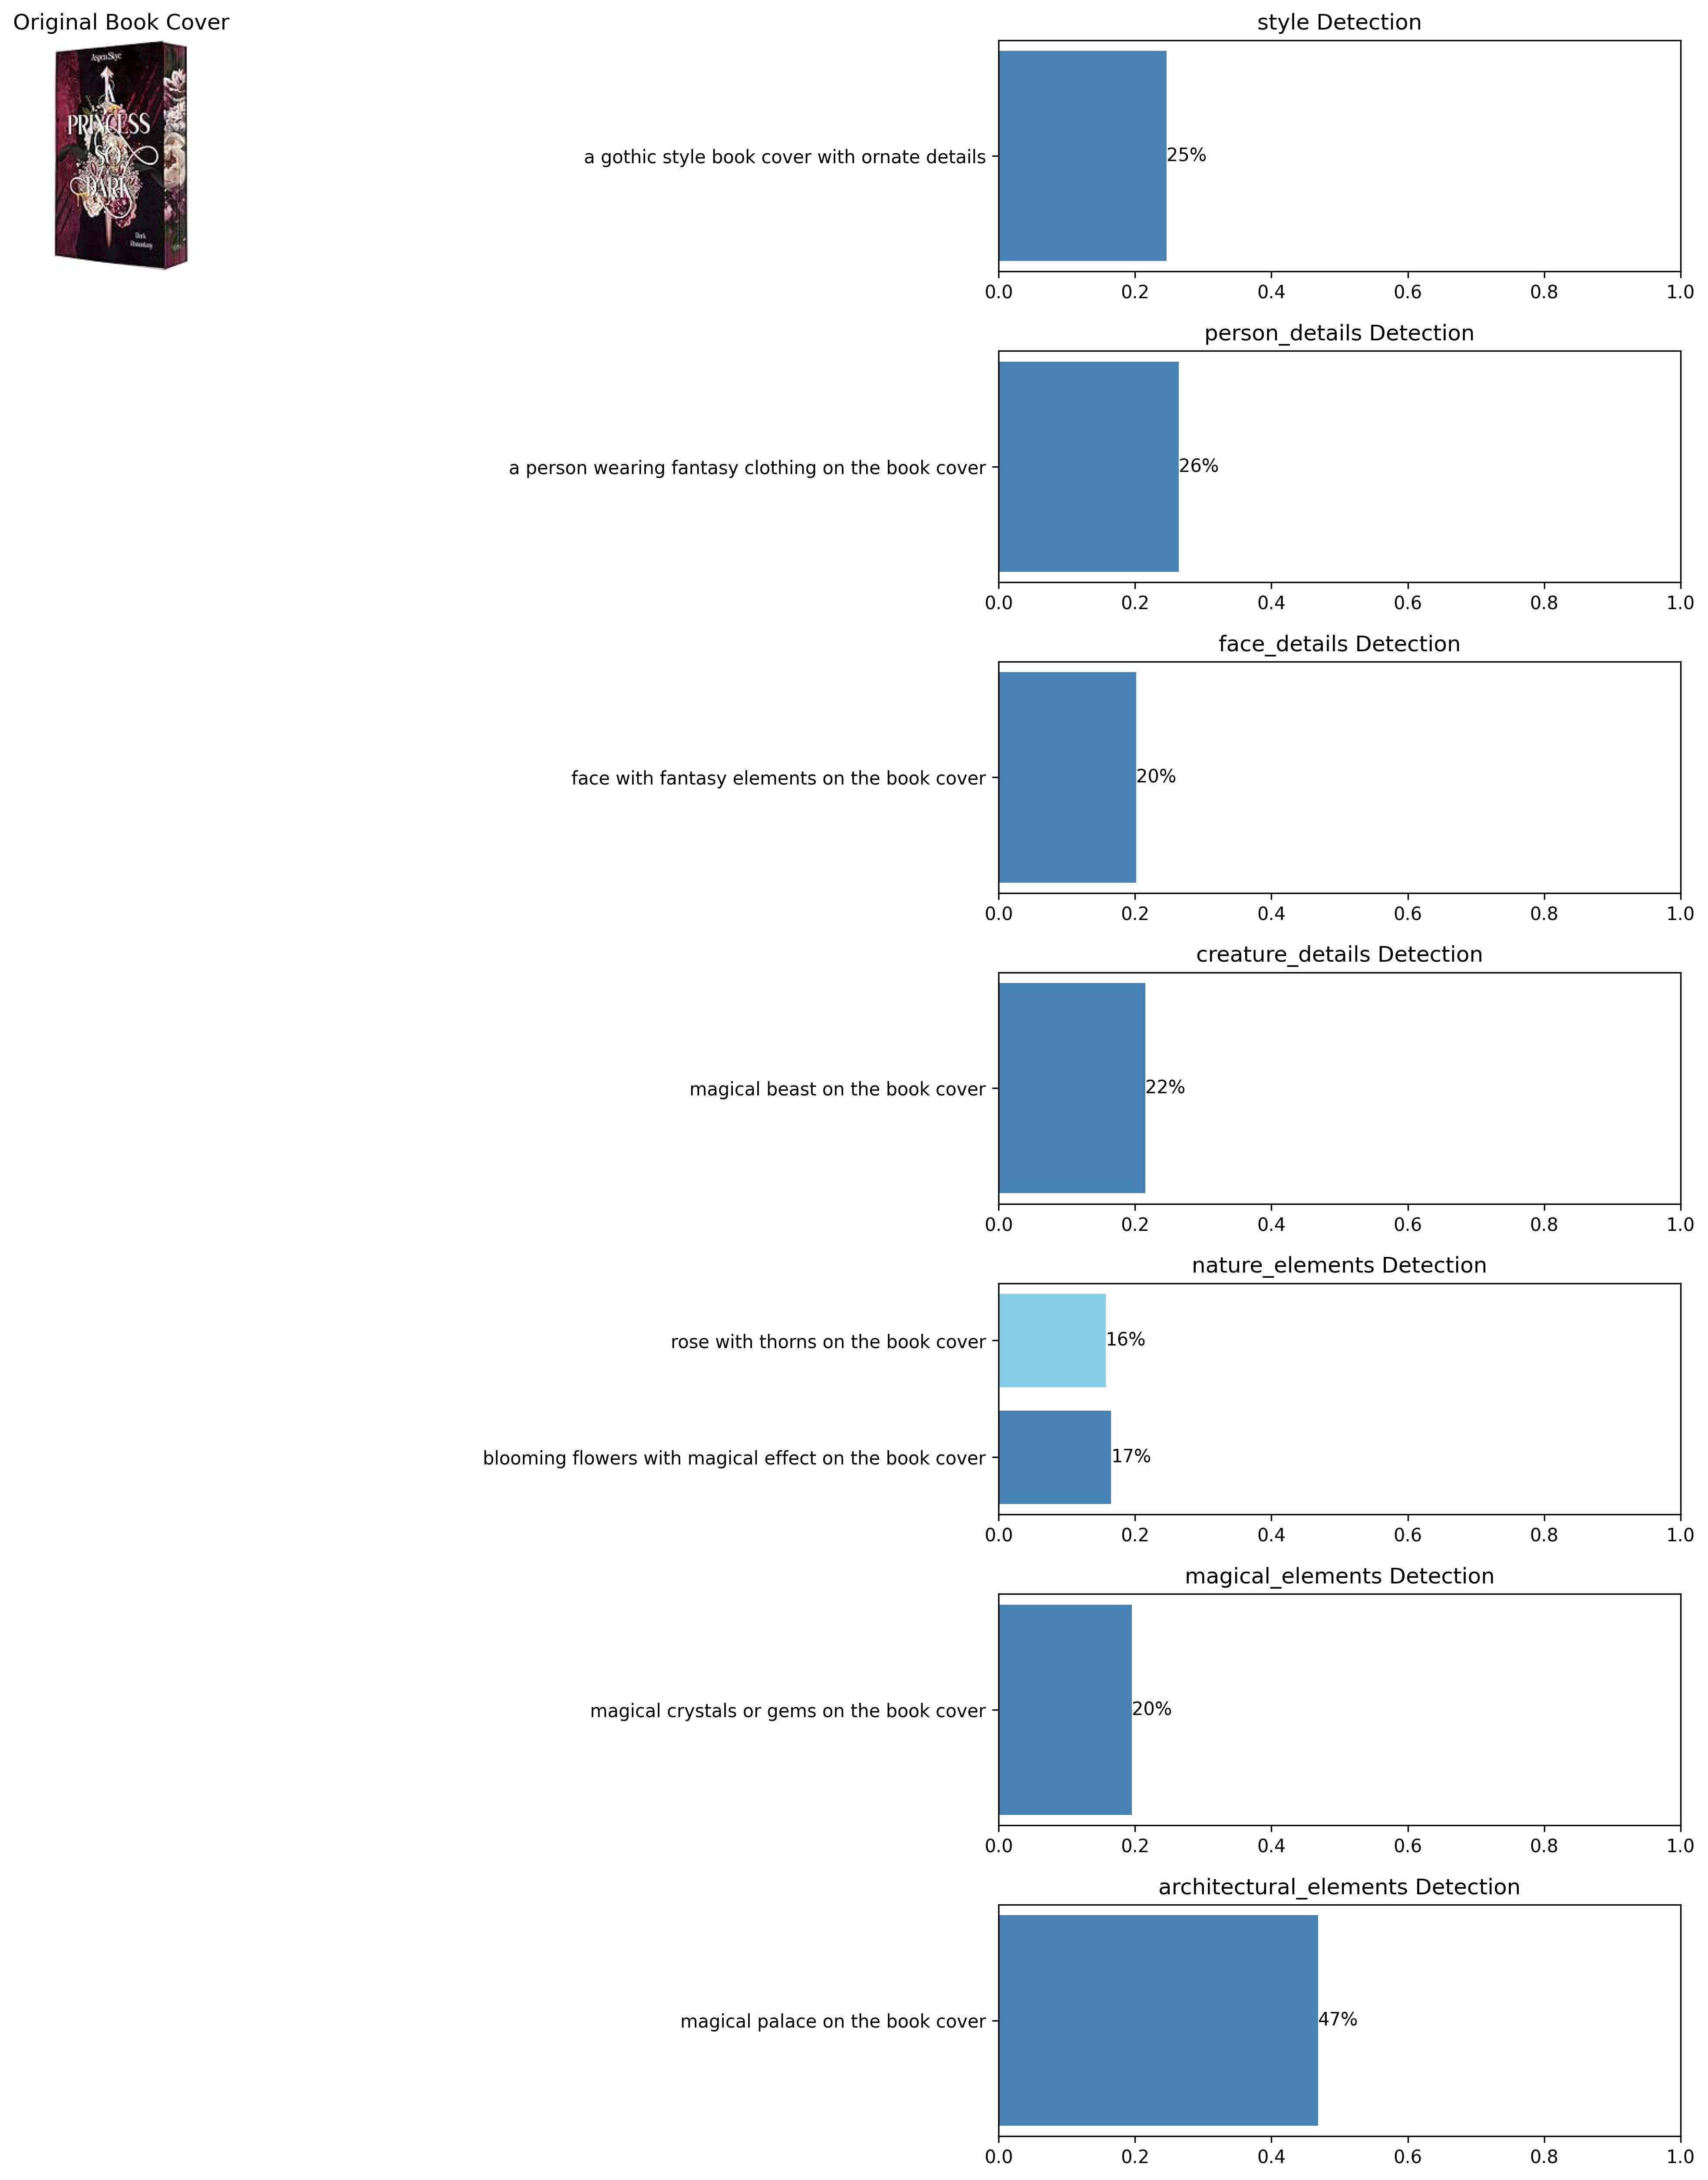 Original Book Cover
AspenSkye
A
PRINCESS
SO
DARK
Dark
Romantasy
style Detection
a gothic style book cover with ornate details
25%
0.0 0.2 0.4 0.6 0.8 1.0
person_details Detection
a person wearing fantasy clothing on the book cover
26%
0.0 0.2 0.4 0.6 0.8 1.0
face_details Detection
face with fantasy elements on the book cover
20%
0.0 0.2 0.4 0.6 0.8 1.0
creature_details Detection
magical beast on the book cover
22%
0.0 0.2 0.4 0.6 0.8 1.0
nature_elements Detection
rose with thorns on the book cover
16%
blooming flowers with magical effect on the book cover
17%
0.0 0.2 0.4 0.6 0.8 1.0
magical_elements Detection
magical crystals or gems on the book cover
20%
0.0 0.2 0.4 0.6 0.8 1.0
architectural_elements Detection
magical palace on the book cover
47%
0.0 0.2 0.4 0.6 0.8 1.0